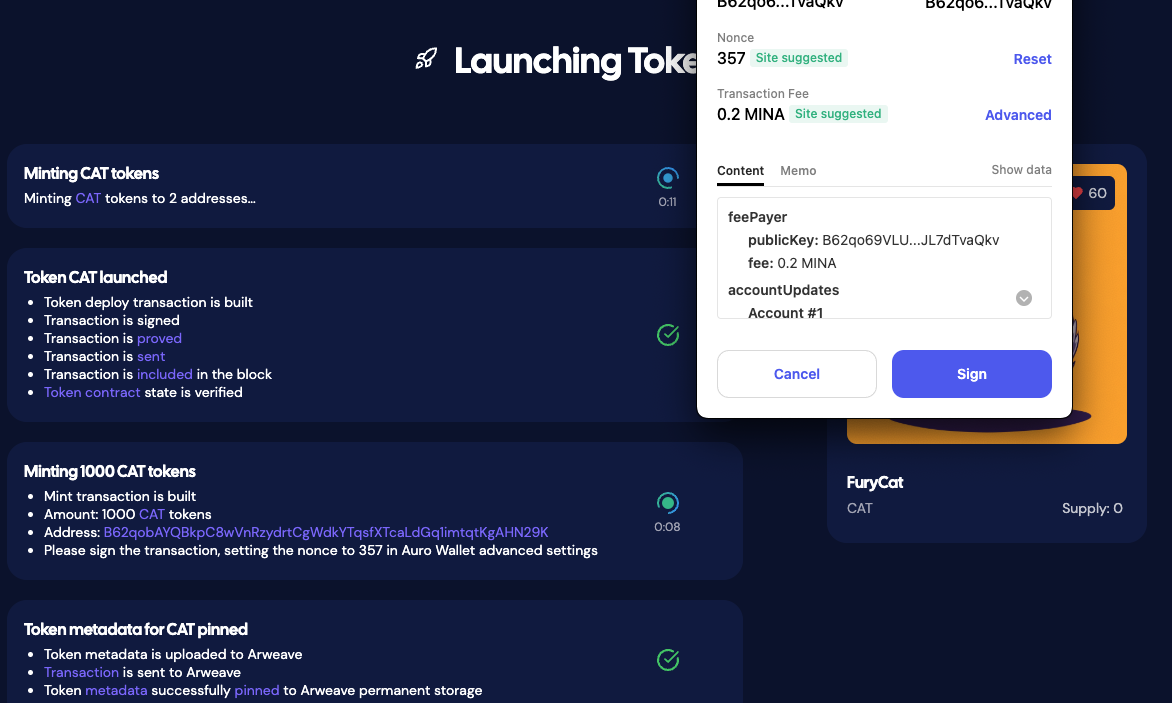 Launching Toke
Minting CAT tokens
Minting CAT tokens to 2 addresses...
0:11
Token CAT launched
Token deploy transaction is built
Transaction is signed
Transaction is proved
Transaction is sent
Transaction is included in the block
Token contract state is verified
Minting 1000 CAT tokens
Mint transaction is built
Amount: 1000 CAT tokens
Address: B62qobAYQBkpC8wVnRzydrtCgWdkYTqsfXTcaLdGq1imtqtKgAHN29K
Please sign the transaction, setting the nonce to 357 in Auro Wallet advanced settings
0:08
Token metadata for CAT pinned
Token metadata is uploaded to Arweave
Transaction is sent to Arweave
Token metadata successfully pinned to Arweave permanent storage
B62qo6...TvaQkv B62qo6...TvaQkv
Nonce
357 Site suggested Reset
Transaction Fee
0.2 MINA Site suggested Advanced
Content Memo Show data
feePayer
publicKey: B62qo69VLU...JL7dTvaQkv
fee: 0.2 MINA
accountUpdates
Account #1
Cancel Sign
60
FuryCat
CAT Supply: 0